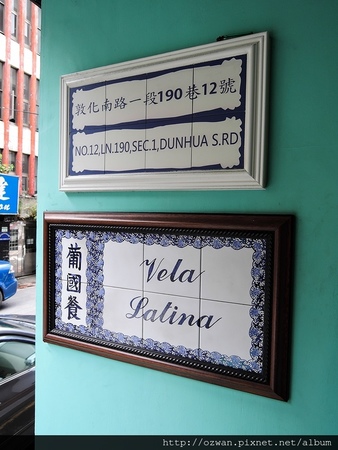 敦化南路一段190巷12號
NO.12,LN.190,SEC.1,DUNHUA S.RD
葡國餐
Vela
Latina
http://ozwan.pixnet.net/album